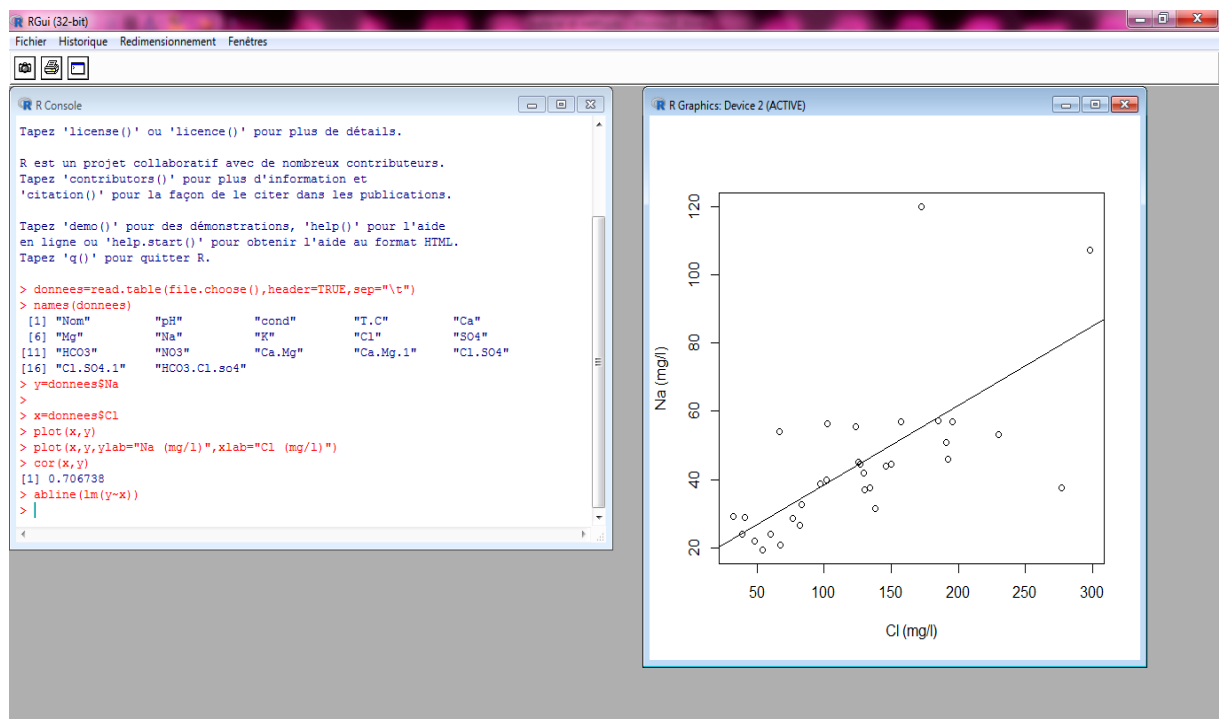 RGui (32-bit)
Fichier Historique Redimensionnement Fenêtres
R Console
Tapez 'license()' ou 'licence()' pour plus de détails.
R est un projet collaboratif avec de nombreux contributeurs.
Tapez 'contributors()' pour plus d'information et
'citation()' pour la façon de le citer dans les publications.
Tapez 'demo()' pour des démonstrations, 'help()' pour l'aide
en ligne ou 'help.start()' pour obtenir l'aide au format HTML.
Tapez 'q()' pour quitter R.
> donnees=read.table(file.choose(),header=TRUE,sep="\t")
> names(donnees)
[1] "Nom" "pH" "cond" "T.C" "Ca"
[6] "Mg" "Na" "K" "Cl" "SO4"
[11] "HCO3" "NO3" "Ca.Mg" "Ca.Mg.1" "Cl.SO4"
[16] "Cl.SO4.1" "HCO3.Cl.so4"
> y=donnees$Na
>
> x=donnees$Cl
> plot(x,y)
> plot(x,y,ylab="Na (mg/l)",xlab="Cl (mg/l)")
> cor(x,y)
[1] 0.706738
> abline(lm(y~x))
>
R Graphics: Device 2 (ACTIVE)
120
100
80
60
40
20
Na (mg/l)
50 100 150 200 250 300
Cl (mg/l)